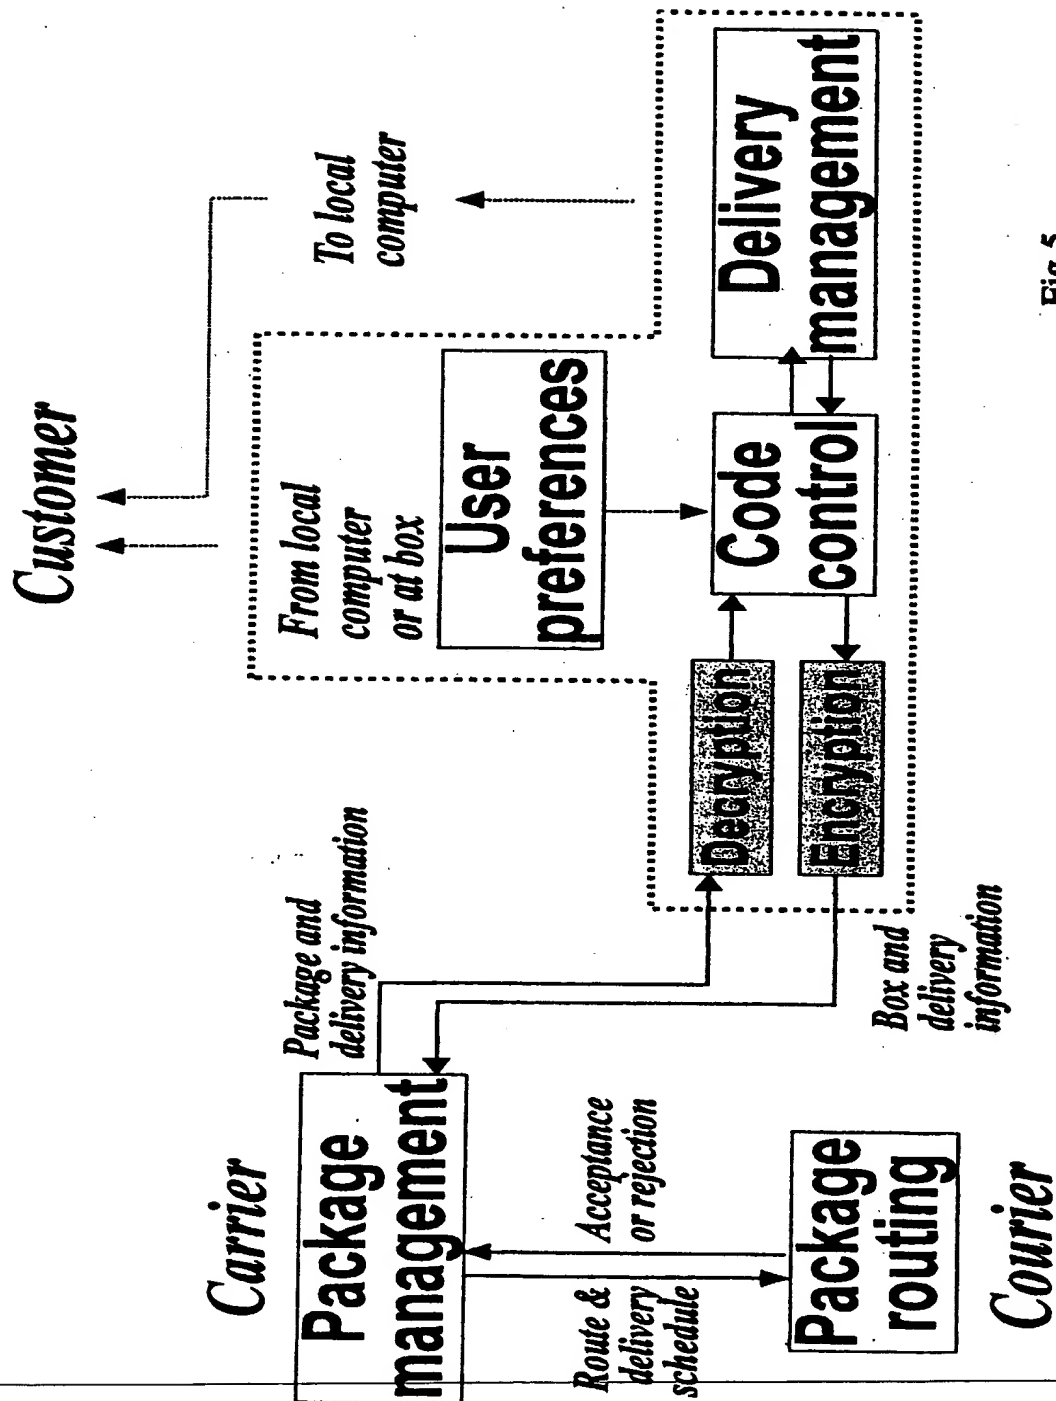 Customer
To local
computer
From local
computer
or at box
User
preferences
Delivery
management
Code
control
Decryption
Encryption
Package and
delivery information
Box and
delivery
information
Carrier
Package
management
Acceptance
or rejection
Route &
delivery
schedule
Package
routing
Courier
Fig 5